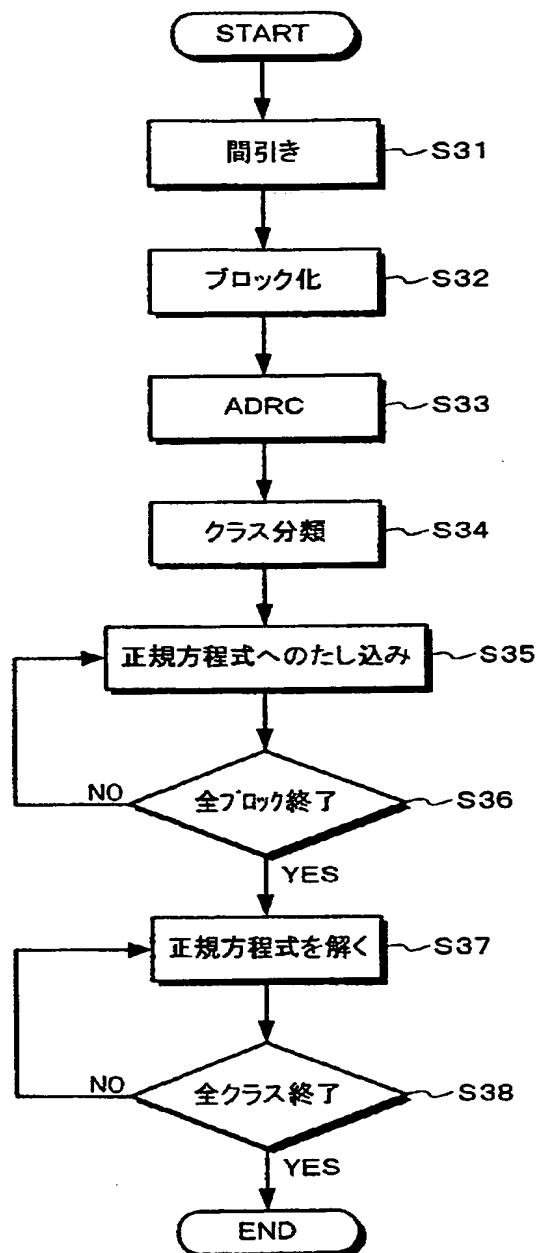 START
間引き
S31
ブロック化
S32
ADRC
S33
クラス分類
S34
正規方程式へのたし込み
S35
全ブロック終了
S36
NO
YES
正規方程式を解く
S37
全クラス終了
S38
NO
YES
END